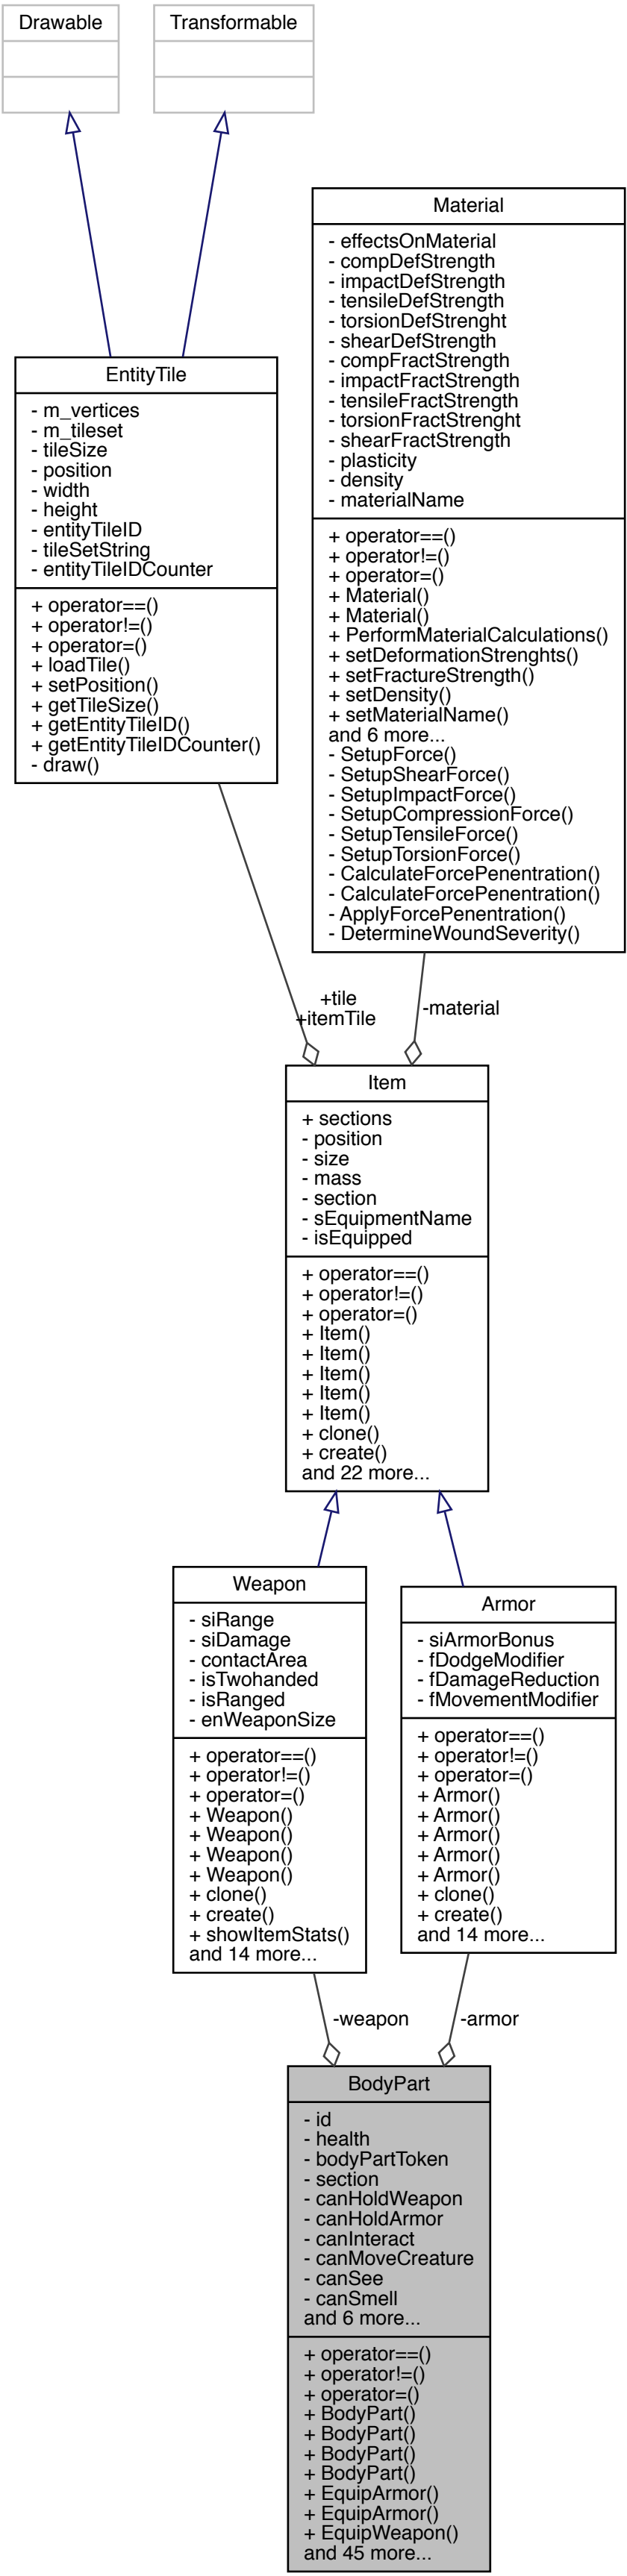 Drawable
Transformable
Material
- effectsOnMaterial
- compDefStrength
- impactDefStrength
- tensileDefStrength
- torsionDefStrenght
- shearDefStrength
- compFractStrength
- impactFractStrength
- tensileFractStrength
- torsionFractStrenght
- shearFractStrength
- plasticity
- density
- materialName
+ operator==()
+ operator!=()
+ operator=()
+ Material()
+ Material()
+ PerformMaterialCalculations()
+ setDeformationStrenghts()
+ setFractureStrength()
+ setDensity()
+ setMaterialName()
and 6 more...
- SetupForce()
- SetupShearForce()
- SetupImpactForce()
- SetupCompressionForce()
- SetupTensileForce()
- SetupTorsionForce()
- CalculateForcePenentration()
- CalculateForcePenentration()
- ApplyForcePenentration()
- DetermineWoundSeverity()
EntityTile
- m_vertices
- m_tileset
- tileSize
- position
- width
- height
- entityTileID
- tileSetString
- entityTileIDCounter
+ operator==()
+ operator!=()
+ operator=()
+ loadTile()
+ setPosition()
+ getTileSize()
+ getEntityTileID()
+ getEntityTileIDCounter()
- draw()
+tile
+itemTile
-material
Item
+ sections
- position
- size
- mass
- section
- sEquipmentName
- isEquipped
+ operator==()
+ operator!=()
+ operator=()
+ Item()
+ Item()
+ Item()
+ Item()
+ Item()
+ clone()
+ create()
and 22 more...
Weapon
- siRange
- siDamage
- contactArea
- isTwohanded
- isRanged
- enWeaponSize
+ operator==()
+ operator!=()
+ operator=()
+ Weapon()
+ Weapon()
+ Weapon()
+ Weapon()
+ clone()
+ create()
+ showItemStats()
and 14 more...
Armor
- siArmorBonus
- fDodgeModifier
- fDamageReduction
- fMovementModifier
+ operator==()
+ operator!=()
+ operator=()
+ Armor()
+ Armor()
+ Armor()
+ Armor()
+ Armor()
+ clone()
+ create()
and 14 more...
-weapon
-armor
BodyPart
- id
- health
- bodyPartToken
- section
- canHoldWeapon
- canHoldArmor
- canInteract
- canMoveCreature
- canSee
- canSmell
and 6 more...
+ operator==()
+ operator!=()
+ operator=()
+ BodyPart()
+ BodyPart()
+ BodyPart()
+ BodyPart()
+ EquipArmor()
+ EquipArmor()
+ EquipWeapon()
and 45 more...